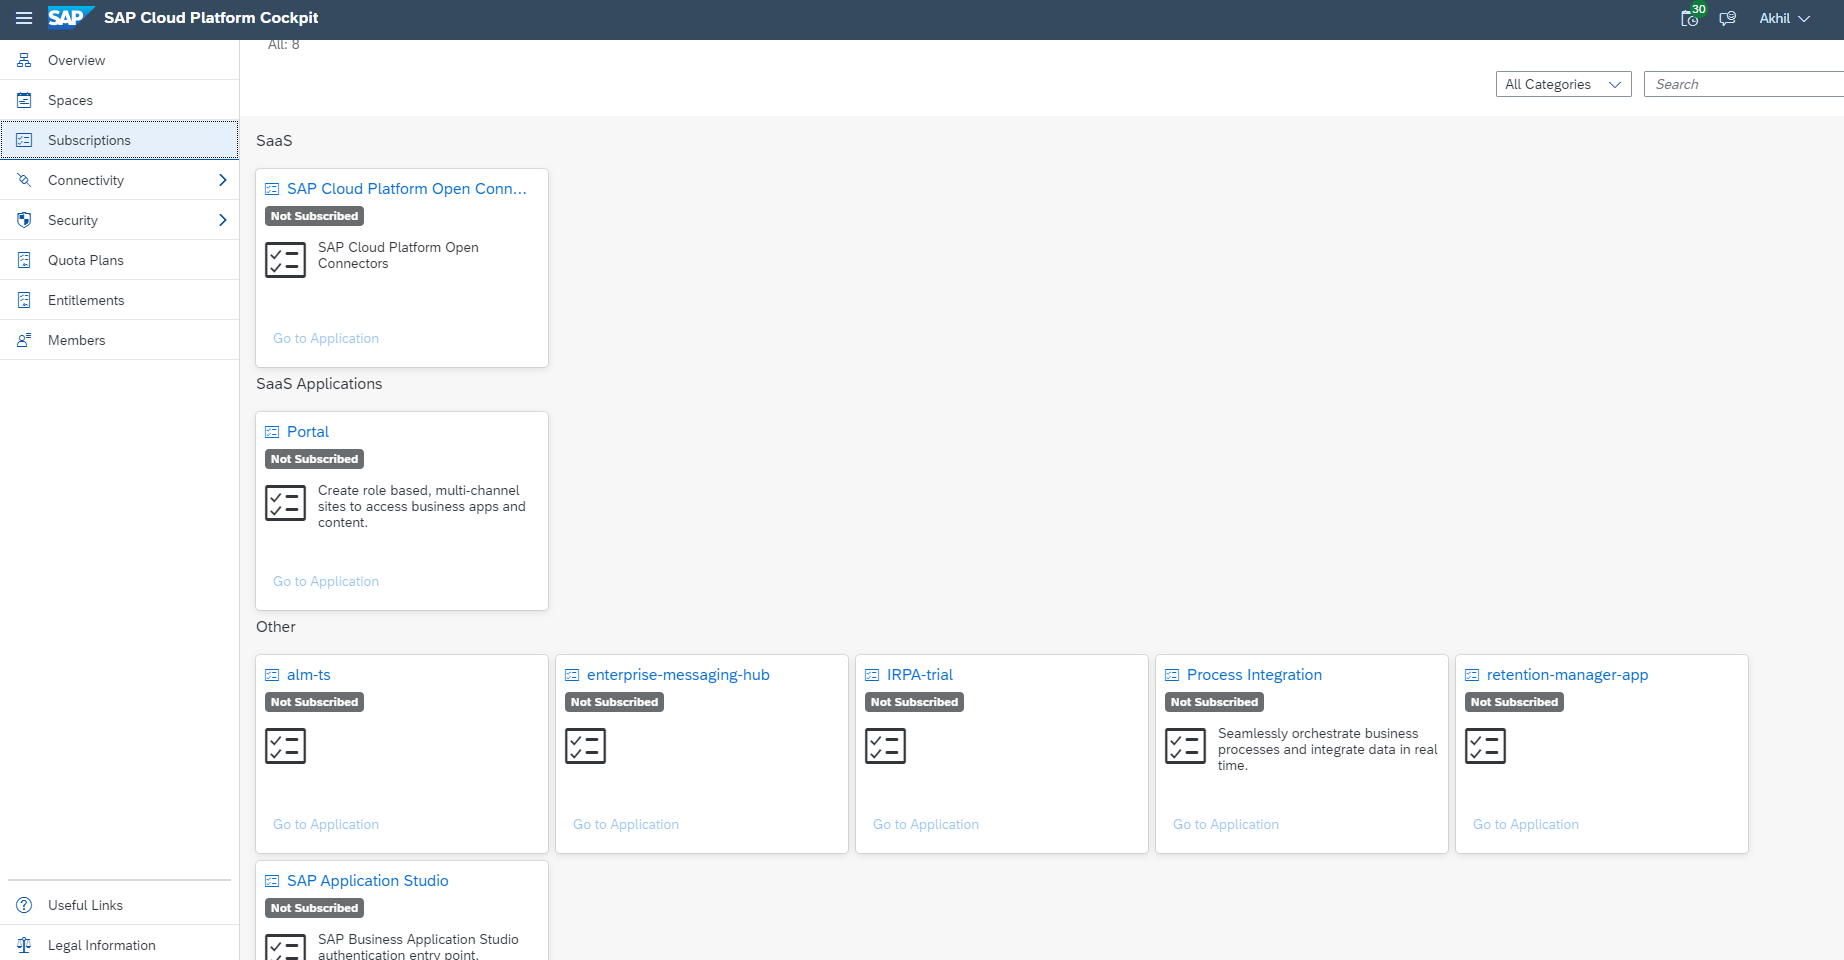 SAP SAP Cloud Platform Cockpit
30
Akhil
Overview
Spaces
Subscriptions
Connectivity
Security
Quota Plans
Entitlements
Members
Useful Links
Legal Information
All: 8
All Categories
Search
SaaS
SAP Cloud Platform Open Conn...
Not Subscribed
SAP Cloud Platform Open
Connectors
Go to Application
SaaS Applications
Portal
Not Subscribed
Create role based, multi-channel
sites to access business apps and
content.
Go to Application
Other
alm-ts
Not Subscribed
Go to Application
enterprise-messaging-hub
Not Subscribed
Go to Application
IRPA-trial
Not Subscribed
Go to Application
Process Integration
Not Subscribed
Seamlessly orchestrate business
processes and integrate data in real
time.
Go to Application
retention-manager-app
Not Subscribed
Go to Application
SAP Application Studio
Not Subscribed
SAP Business Application Studio
authentication entry point.